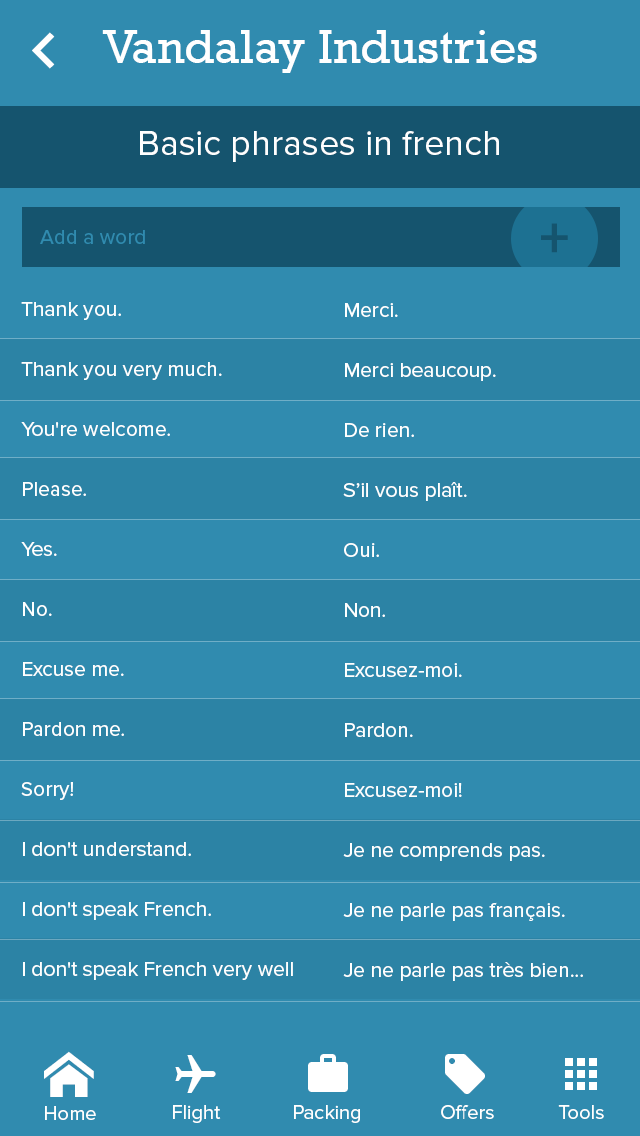 Vandalay Industries
Basic phrases in french
Add a word
Thank you. Merci.
Thank you very much. Merci beaucoup.
You're welcome. De rien.
Please. S’il vous plaît.
Yes. Oui.
No. Non.
Excuse me. Excusez-moi.
Pardon me. Pardon.
Sorry! Excusez-moi!
I don't understand. Je ne comprends pas.
I don't speak French. Je ne parle pas français.
I don't speak French very well Je ne parle pas très bien...
Home Flight Packing Offers Tools